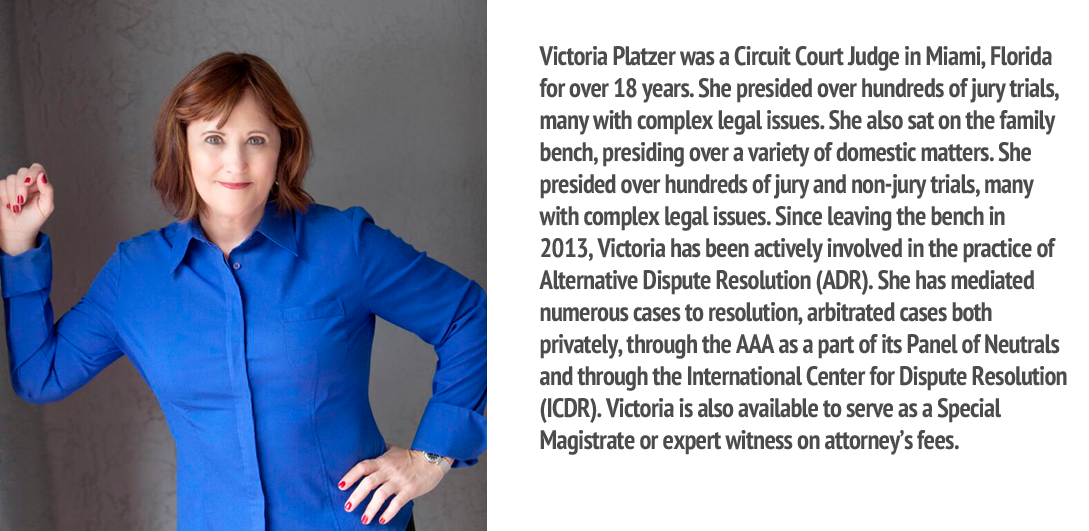 Victoria Platzer was a Circuit Court Judge in Miami, Florida
for over 18 years. She presided over hundreds of jury trials,
many with complex legal issues. She also sat on the family
bench, presiding over a variety of domestic matters. She
presided over hundreds of jury and non-jury trials, many
with complex legal issues. Since leaving the bench in
2013, Victoria has been actively involved in the practice of
Alternative Dispute Resolution (ADR). She has mediated
numerous cases to resolution, arbitrated cases both
privately, through the AAA as a part of its Panel of Neutrals
and through the International Center for Dispute Resolution
(ICDR). Victoria is also available to serve as a Special
Magistrate or expert witness on attorney’s fees.